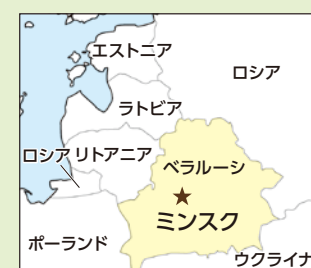 エストニア
ロシア
ラトビア
ロシア
リトアニア
ベラルーシ
ミンスク
ポーランド
ウクライナ